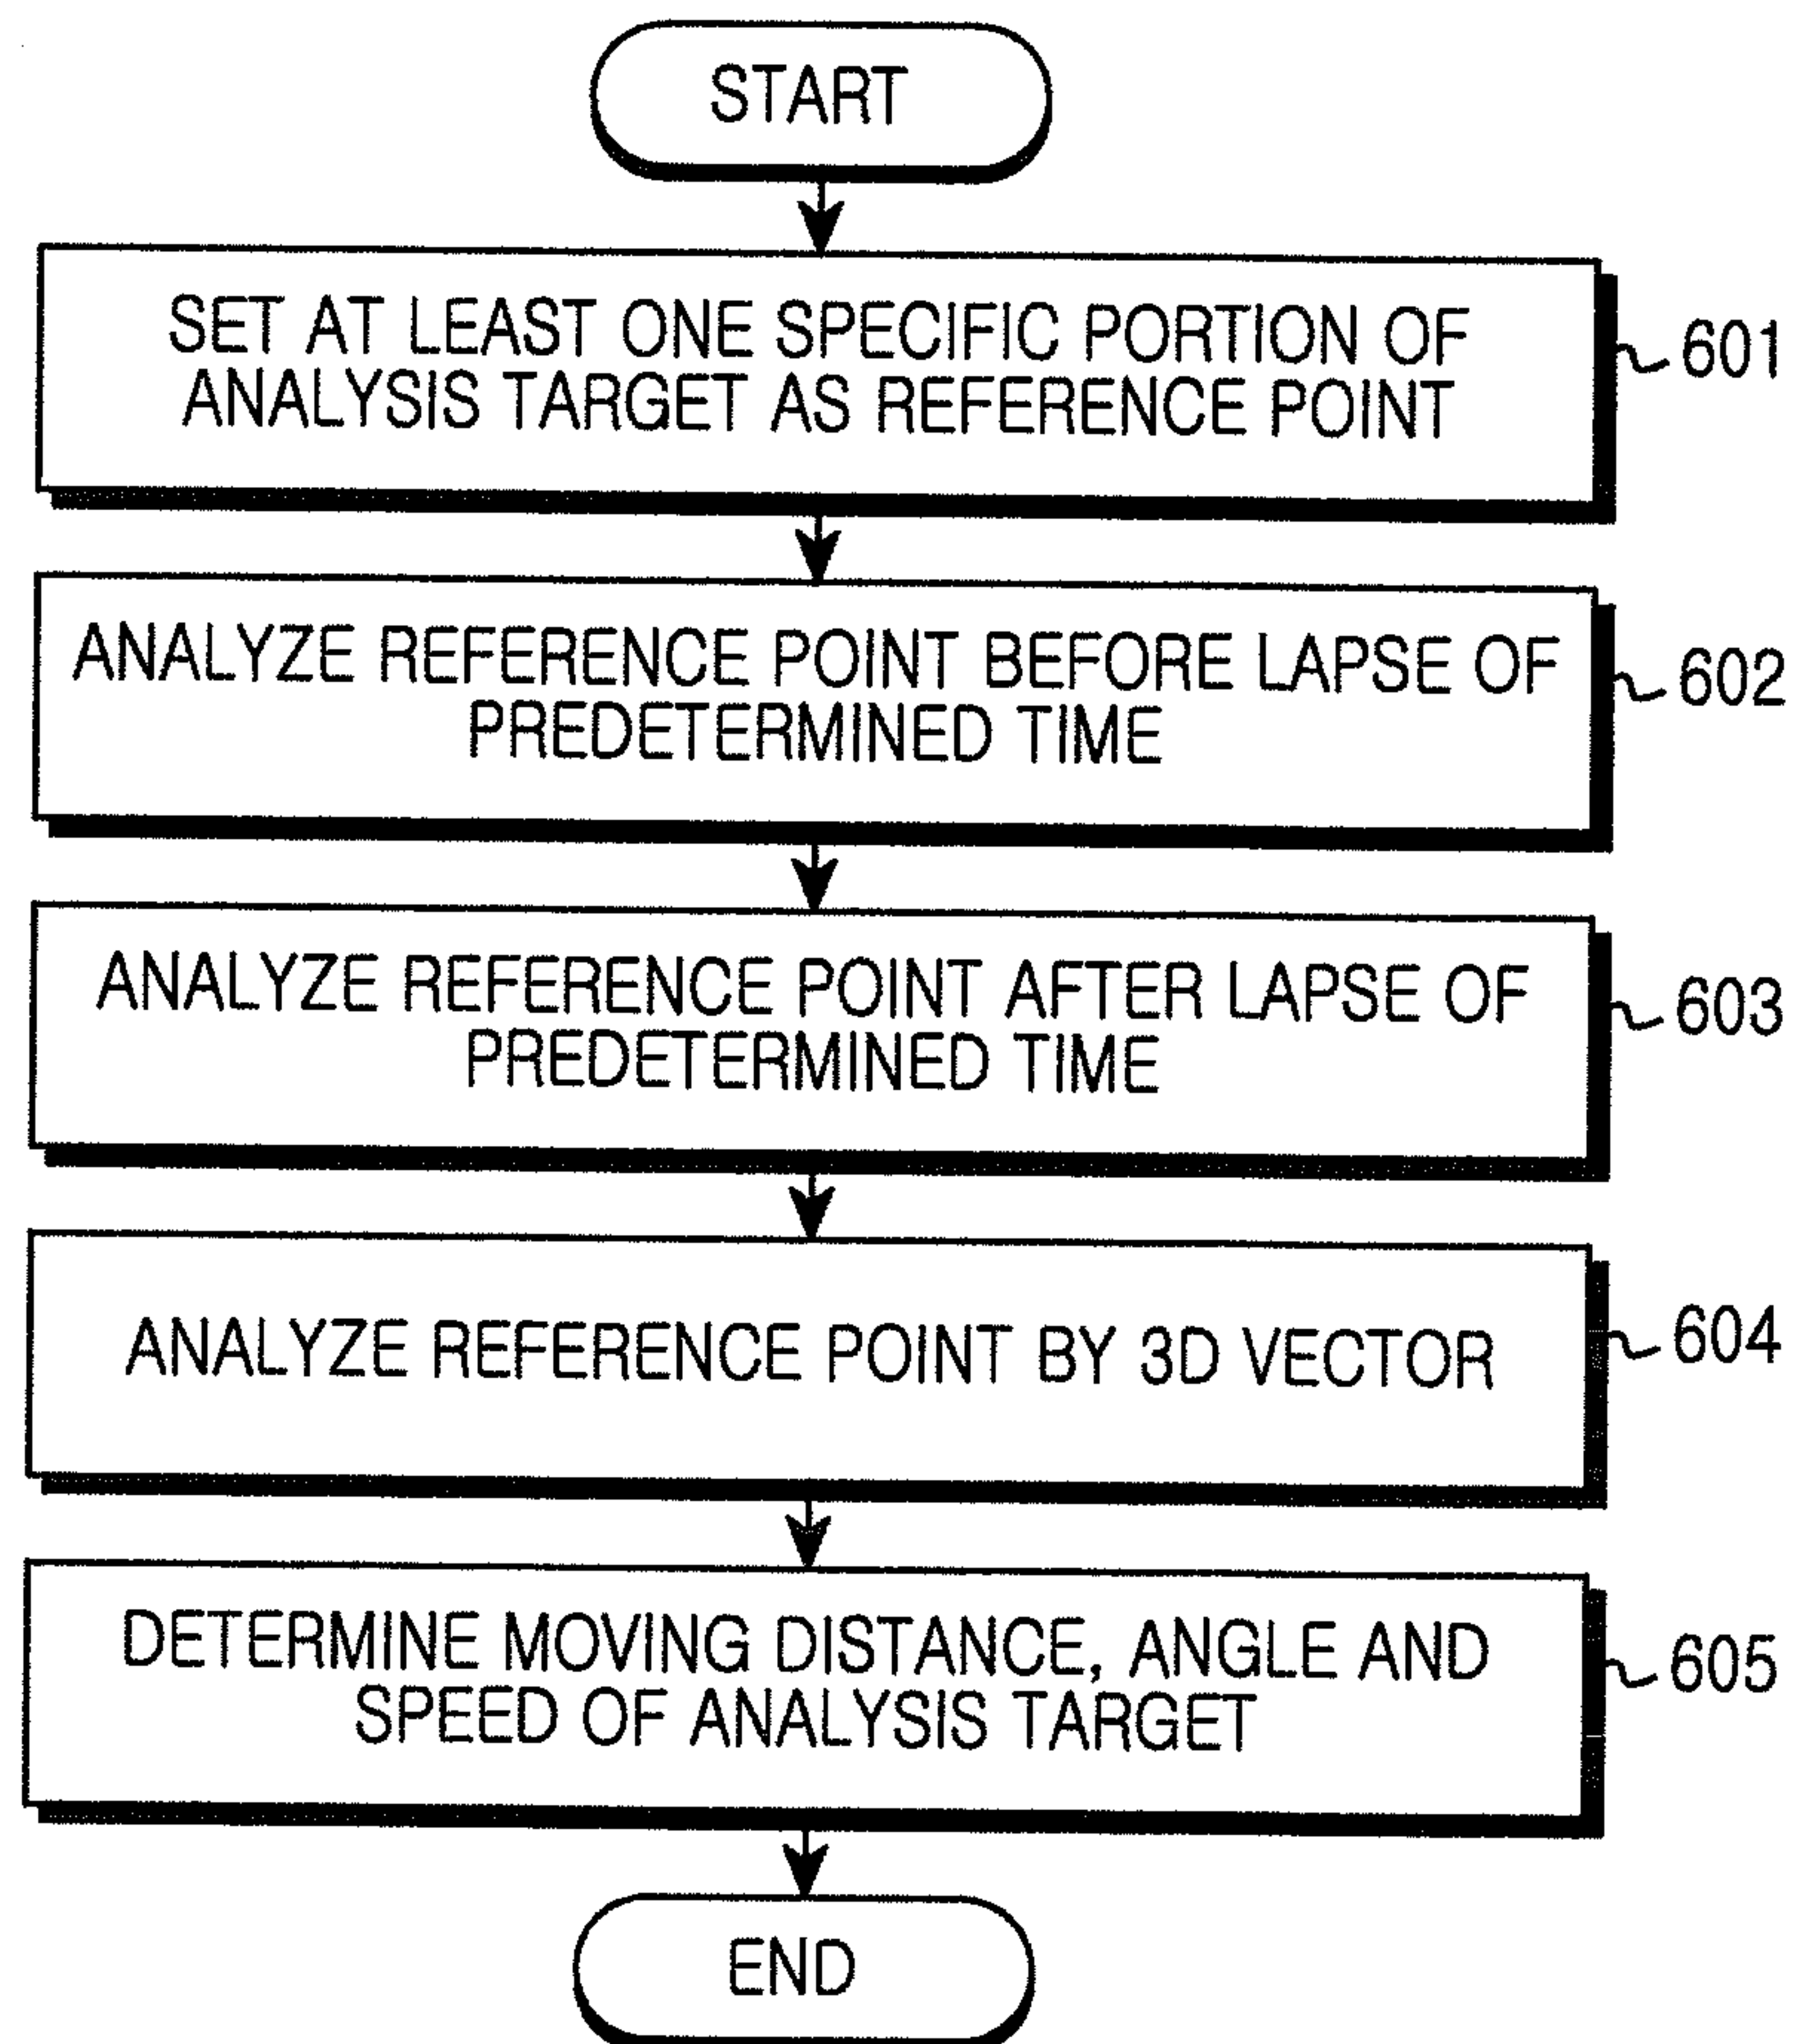 START
SET AT LEAST ONE SPECIFIC PORTION OF
ANALYSIS TARGET AS REFERENCE POINT
601
ANALYZE REFERENCE POINT BEFORE LAPSE OF
PREDETERMINED TIME
602
ANALYZE REFERENCE POINT AFTER LAPSE OF
PREDETERMINED TIME
603
ANALYZE REFERENCE POINT BY 3D VECTOR
604
DETERMINE MOVING DISTANCE, ANGLE AND
SPEED OF ANALYSIS TARGET
605
END